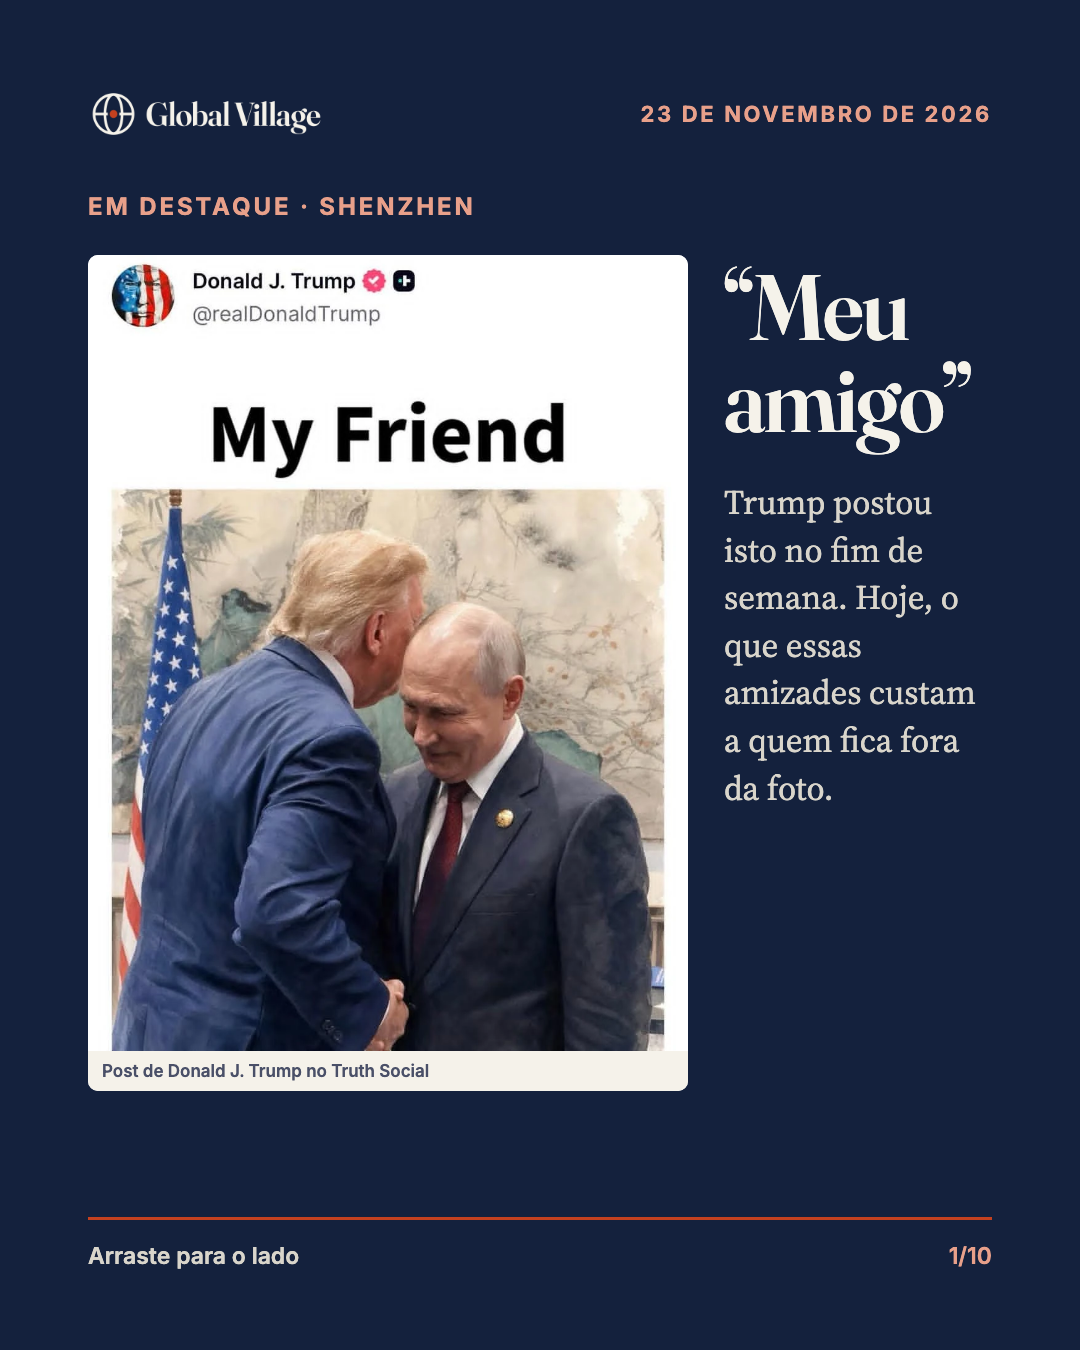 Global Village
23 DE NOVEMBRO DE 2026
EM DESTAQUE · SHENZHEN
Donald J. Trump
@realDonaldTrump
My Friend
Post de Donald J. Trump no Truth Social
“Meu
amigo”
Trump postou
isto no fim de
semana. Hoje, o
que essas
amizades custam
a quem fica fora
da foto.
Arraste para o lado
1/10